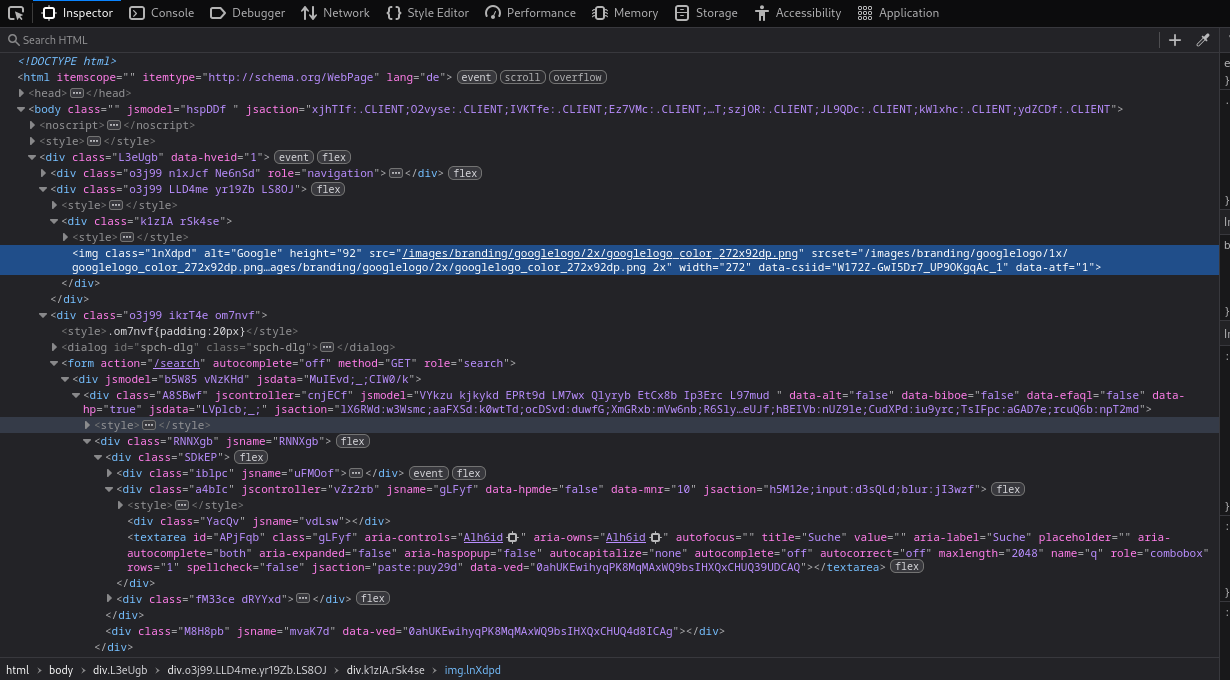 Inspector Console Debugger Network Style Editor Performance Memory Storage Accessibility Application
Search HTML
<!DOCTYPE html>
<html itemscope="" itemtype="http://schema.org/WebPage" lang="de"> event scroll overflow
<head> ··· </head>
<body class="" jsmodel="hspDDf " jsaction="xjhTIf:.CLIENT;O2vyse:.CLIENT;IVKTfe:.CLIENT;Ez7VMc:.CLIENT;…T;szjOR:.CLIENT;JL9QDc:.CLIENT;kWlxhc:.CLIENT;ydZCDf:.CLIENT">
<noscript> ··· </noscript>
<style> ··· </style>
<div class="L3eUgb" data-hveid="1"> event flex
<div class="o3j99 n1xJcf Ne6nSd" role="navigation"> ··· </div> flex
<div class="o3j99 LLD4me yr19Zb LS8OJ"> flex
<style> ··· </style>
<div class="k1zIA rSk4se">
<style> ··· </style>
<img class="lnXdpd" alt="Google" height="92" src="/images/branding/googlelogo/2x/googlelogo_color_272x92dp.png" srcset="/images/branding/googlelogo/1x/
googlelogo_color_272x92dp.png…ages/branding/googlelogo/2x/googlelogo_color_272x92dp.png 2x" width="272" data-csiid="W172Z-GwI5Dr7_UP9OKgqAc_1" data-atf="1">
</div>
</div>
<div class="o3j99 ikrT4e om7nvf">
<style>.om7nvf{padding:20px}</style>
<dialog id="spch-dlg" class="spch-dlg"> ··· </dialog>
<form action="/search" autocomplete="off" method="GET" role="search">
<div jsmodel="b5W85 vNzKHd" jsdata="MuIEvd;_;CIW0/k">
<div class="A8SBwf" jscontroller="cnjECf" jsmodel="VYkzu kjkykd EPRt9d LM7wx Qlyryb EtCx8b Ip3Erc L97mud " data-alt="false" data-biboe="false" data-efaql="false" data-
hp="true" jsdata="LVplcb;_;" jsaction="lX6RWd:w3Wsmc;aaFXSd:k0wtTd;ocDSvd:duwfG;XmGRxb:mVw6nb;R6Sly…eUJf;hBEIVb:nUZ9le;CudXPd:iu9yrc;TsIFpc:aGAD7e;rcuQ6b:npT2md">
<style> ··· </style>
<div class="RNNXgb" jsname="RNNXgb"> flex
<div class="SDkEP"> flex
<div class="iblpc" jsname="uFMOof"> ··· </div> event flex
<div class="a4bIc" jscontroller="vZr2rb" jsname="gLFyf" data-hpmde="false" data-mnr="10" jsaction="h5M12e;input:d3sQLd;blur:jI3wzf"> flex
<style> ··· </style>
<div class="YacQv" jsname="vdLsw"></div>
<textarea id="APjFqb" class="gLFyf" aria-controls="Alh6id " aria-owns="Alh6id " autofocus="" title="Suche" value="" aria-label="Suche" placeholder="" aria-
autocomplete="both" aria-expanded="false" aria-haspopup="false" autocapitalize="none" autocomplete="off" autocorrect="off" maxlength="2048" name="q" role="combobox"
rows="1" spellcheck="false" jsaction="paste:puy29d" data-ved="0ahUKEwihyqPK8MqMAxWQ9bsIHXQxCHUQ39UDCAQ"></textarea> flex
</div>
<div class="fM33ce dRYYxd"> ··· </div> flex
</div>
<div class="M8H8pb" jsname="mvaK7d" data-ved="0ahUKEwihyqPK8MqMAxWQ9bsIHXQxCHUQ4d8ICAg"></div>
</div>
html > body > div.L3eUgb > div.o3j99.LLD4me.yr19Zb.LS8OJ > div.k1zIA.rSk4se > img.lnXdpd